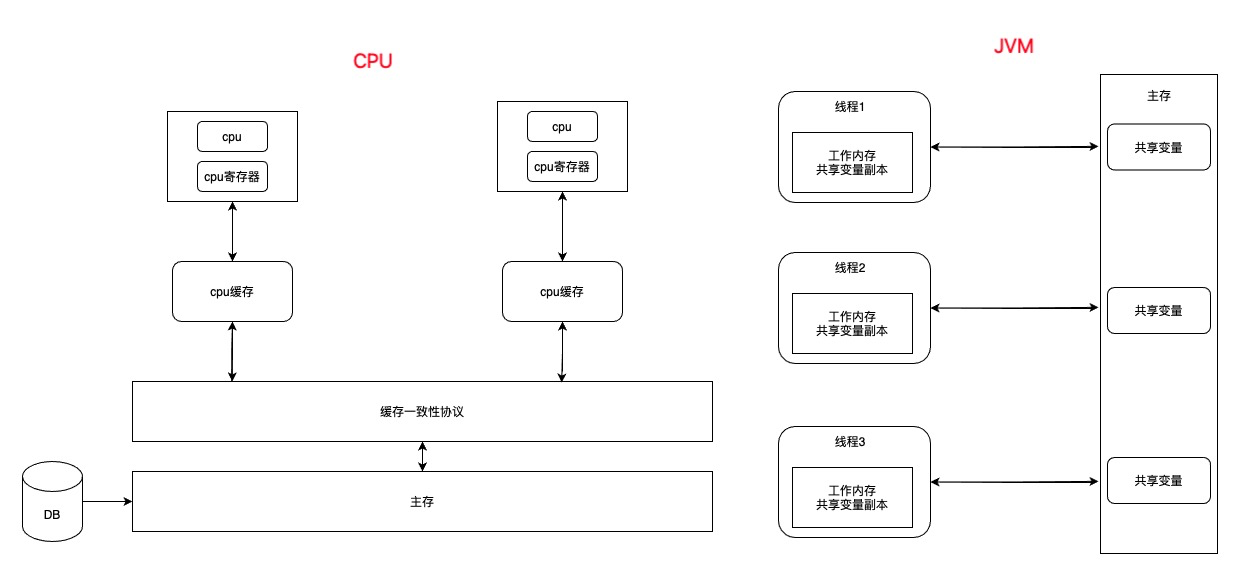 CPU
cpu
cpu寄存器
cpu
cpu寄存器
cpu缓存
cpu缓存
缓存一致性协议
DB
主存
JVM
线程1
工作内存
共享变量副本
线程2
工作内存
共享变量副本
线程3
工作内存
共享变量副本
主存
共享变量
共享变量
共享变量